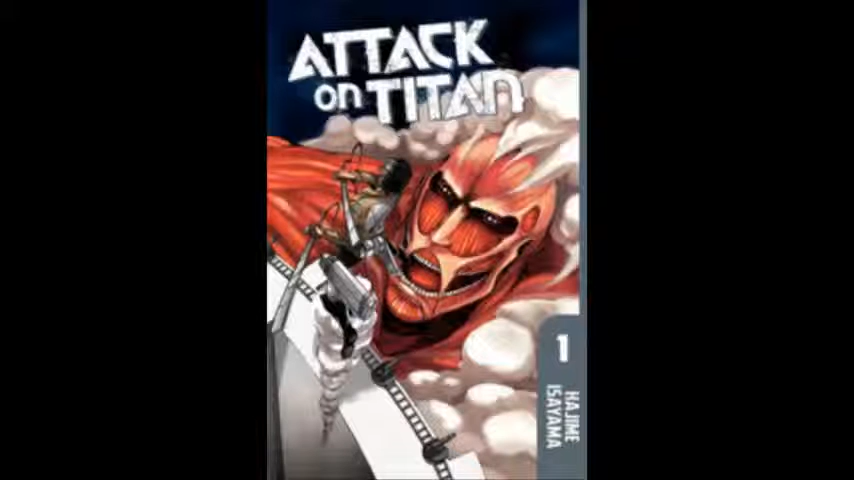 ATTACK
on TITAN
1
HAJIME
ISAYAMA